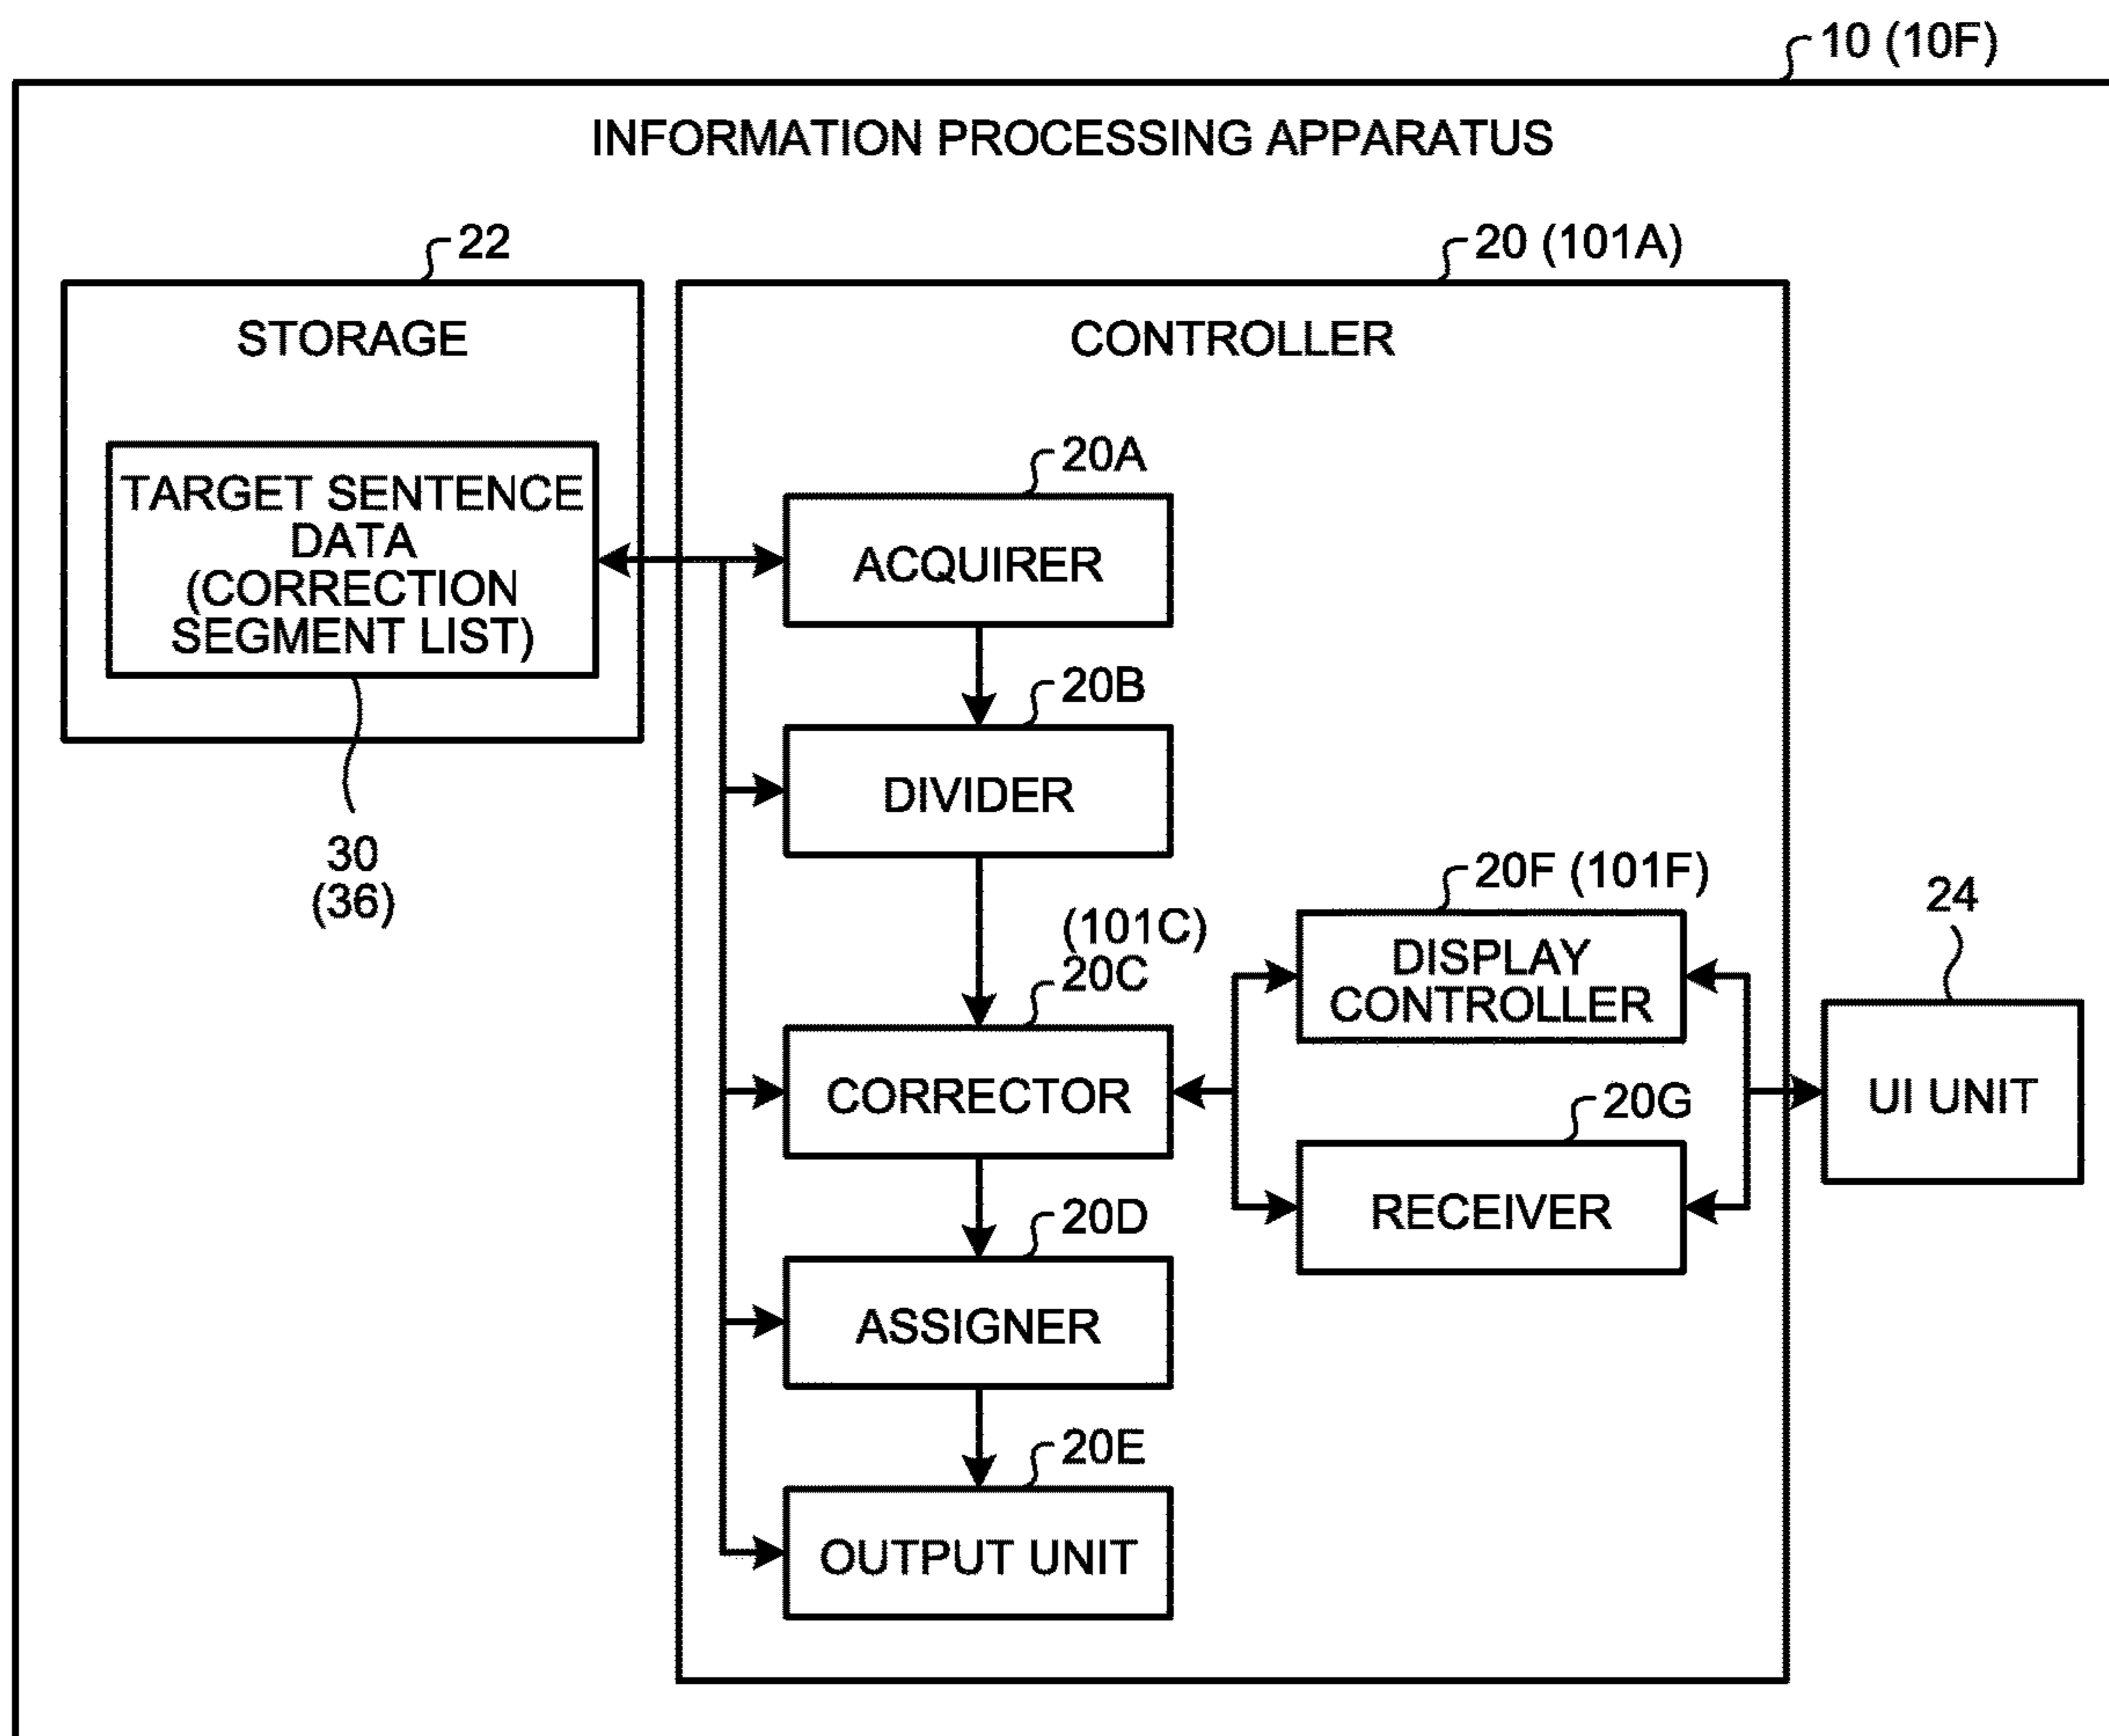 10 (10F)
INFORMATION PROCESSING APPARATUS
22
20 (101A)
STORAGE
CONTROLLER
TARGET SENTENCE
DATA
(CORRECTION
SEGMENT LIST)
30
(36)
20A
ACQUIRER
20B
DIVIDER
(101C)
20C
CORRECTOR
20D
ASSIGNER
20E
OUTPUT UNIT
20F (101F)
DISPLAY
CONTROLLER
20G
RECEIVER
24
UI UNIT